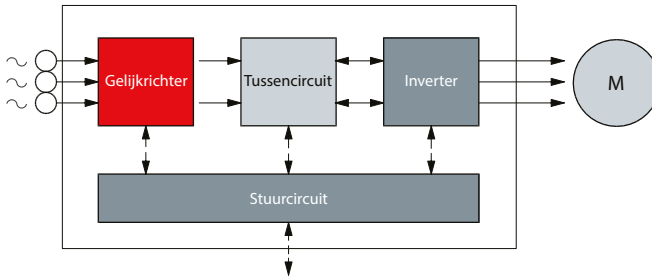 Gelijkrichter
Tussencircuit
Inverter
M
Stuurcircuit